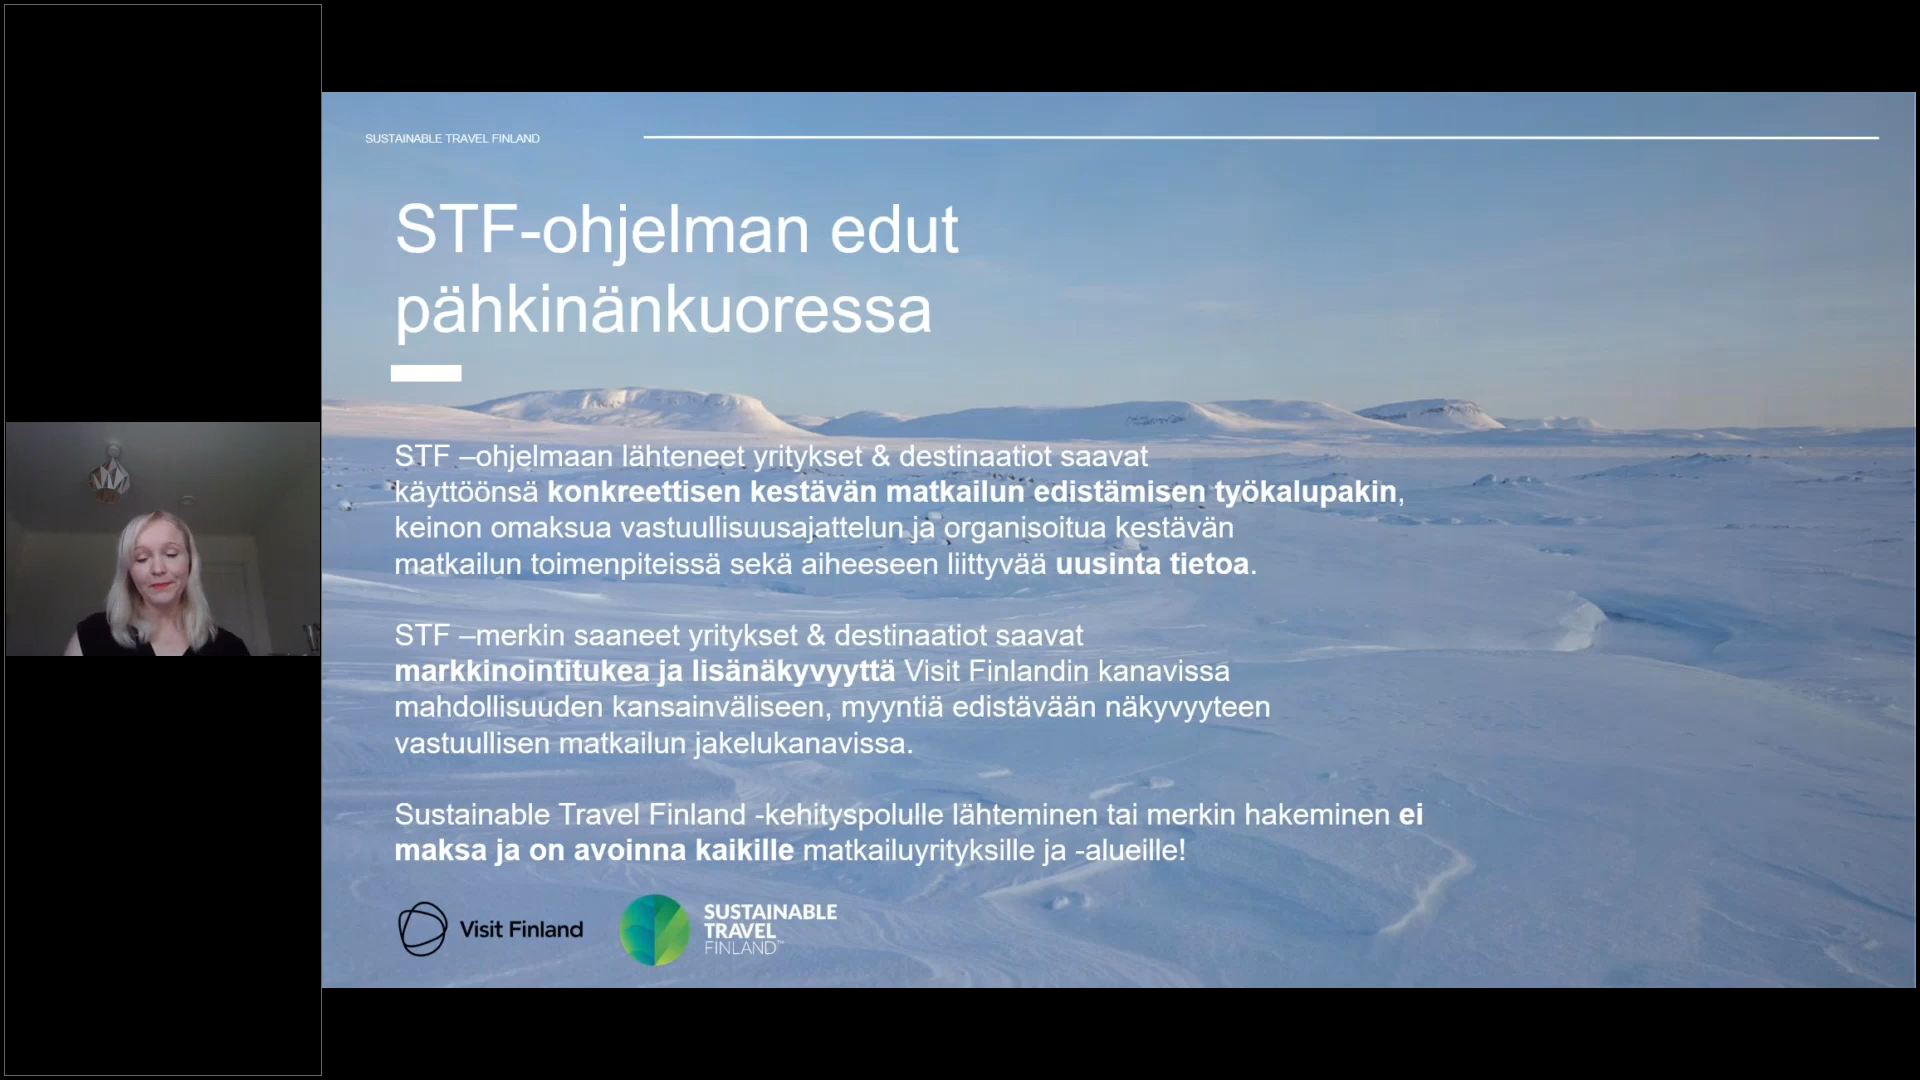 SUSTAINABLE TRAVEL FINLAND
STF-ohjelman edut
pähkinänkuoressa
STF –ohjelmaan lähteneet yritykset & destinaatiot saavat
käyttöönsä konkreettisen kestävän matkailun edistämisen työkalupakin,
keinon omaksua vastuullisuusajattelun ja organisoitua kestävän
matkailun toimenpiteissä sekä aiheeseen liittyvää uusinta tietoa.
STF –merkin saaneet yritykset & destinaatiot saavat
markkinointitukea ja lisänäkyvyyttä Visit Finlandin kanavissa
mahdollisuuden kansainväliseen, myyntiä edistävään näkyvyyteen
vastuullisen matkailun jakelukanavissa.
Sustainable Travel Finland -kehityspolulle lähteminen tai merkin hakeminen ei
maksa ja on avoinna kaikille matkailuyrityksille ja -alueille!
Visit Finland
SUSTAINABLE
TRAVEL
FINLAND™